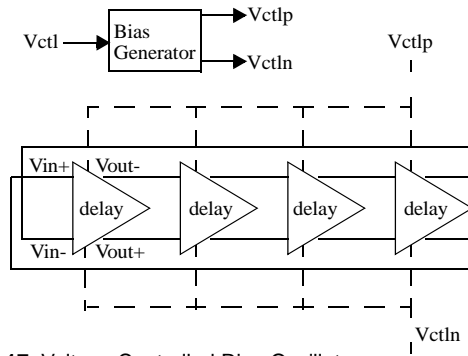 Vctl
Bias
Generator
Vctlp
Vctln
Vctlp
Vin+
Vout-
delay
delay
delay
delay
Vin-
Vout+
Vctln
Voltage Controlled Ring Oscillator